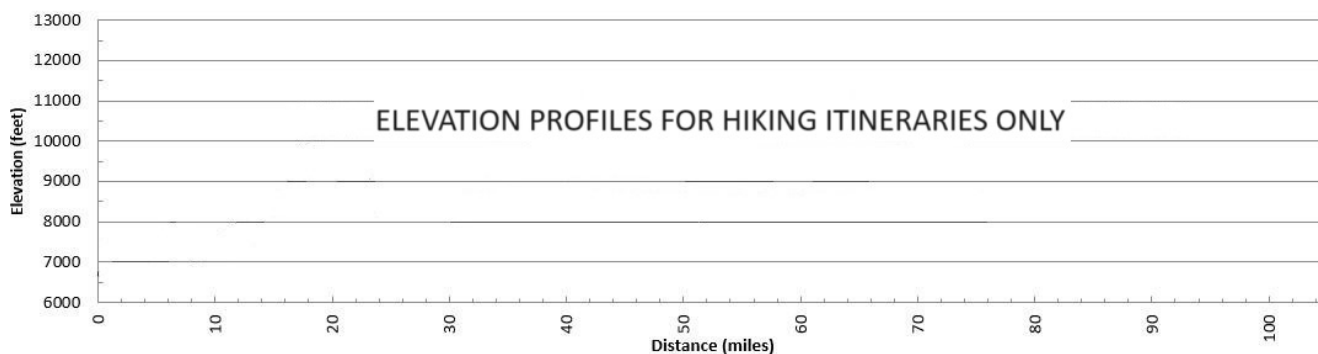 13000
12000
11000
ELEVATION PROFILES FOR HIKING ITINERARIES ONLY
10000
9000
8000
7000
6000
Elevation (feet)
0 10 20 30 40 50 60 70 80 90 100
Distance (miles)